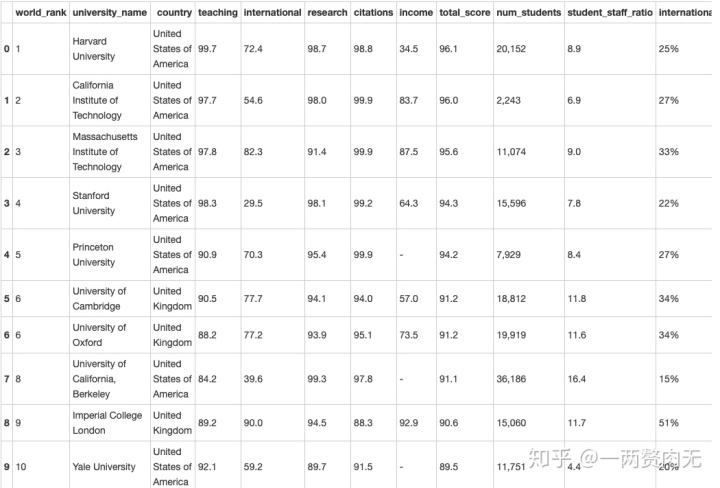 world_rank university_name country teaching international research citations income total_score num_students student_staff_ratio international
0 1 Harvard University United States of America 99.7 72.4 98.7 98.8 34.5 96.1 20,152 8.9 25%
1 2 California Institute of Technology United States of America 97.7 54.6 98.0 99.9 83.7 96.0 2,243 6.9 27%
2 3 Massachusetts Institute of Technology United States of America 97.8 82.3 91.4 99.9 87.5 95.6 11,074 9.0 33%
3 4 Stanford University United States of America 98.3 29.5 98.1 99.2 64.3 94.3 15,596 7.8 22%
4 5 Princeton University United States of America 90.9 70.3 95.4 99.9 - 94.2 7,929 8.4 27%
5 6 University of Cambridge United Kingdom 90.5 77.7 94.1 94.0 57.0 91.2 18,812 11.8 34%
6 6 University of Oxford United Kingdom 88.2 77.2 93.9 95.1 73.5 91.2 19,919 11.6 34%
7 8 University of California, Berkeley United States of America 84.2 39.6 99.3 97.8 - 91.1 36,186 16.4 15%
8 9 Imperial College London United Kingdom 89.2 90.0 94.5 88.3 92.9 90.6 15,060 11.7 51%
9 10 Yale University United States of America 92.1 59.2 89.7 91.5 - 89.5 11,751 4.4 20%
知乎 @一两赘肉无